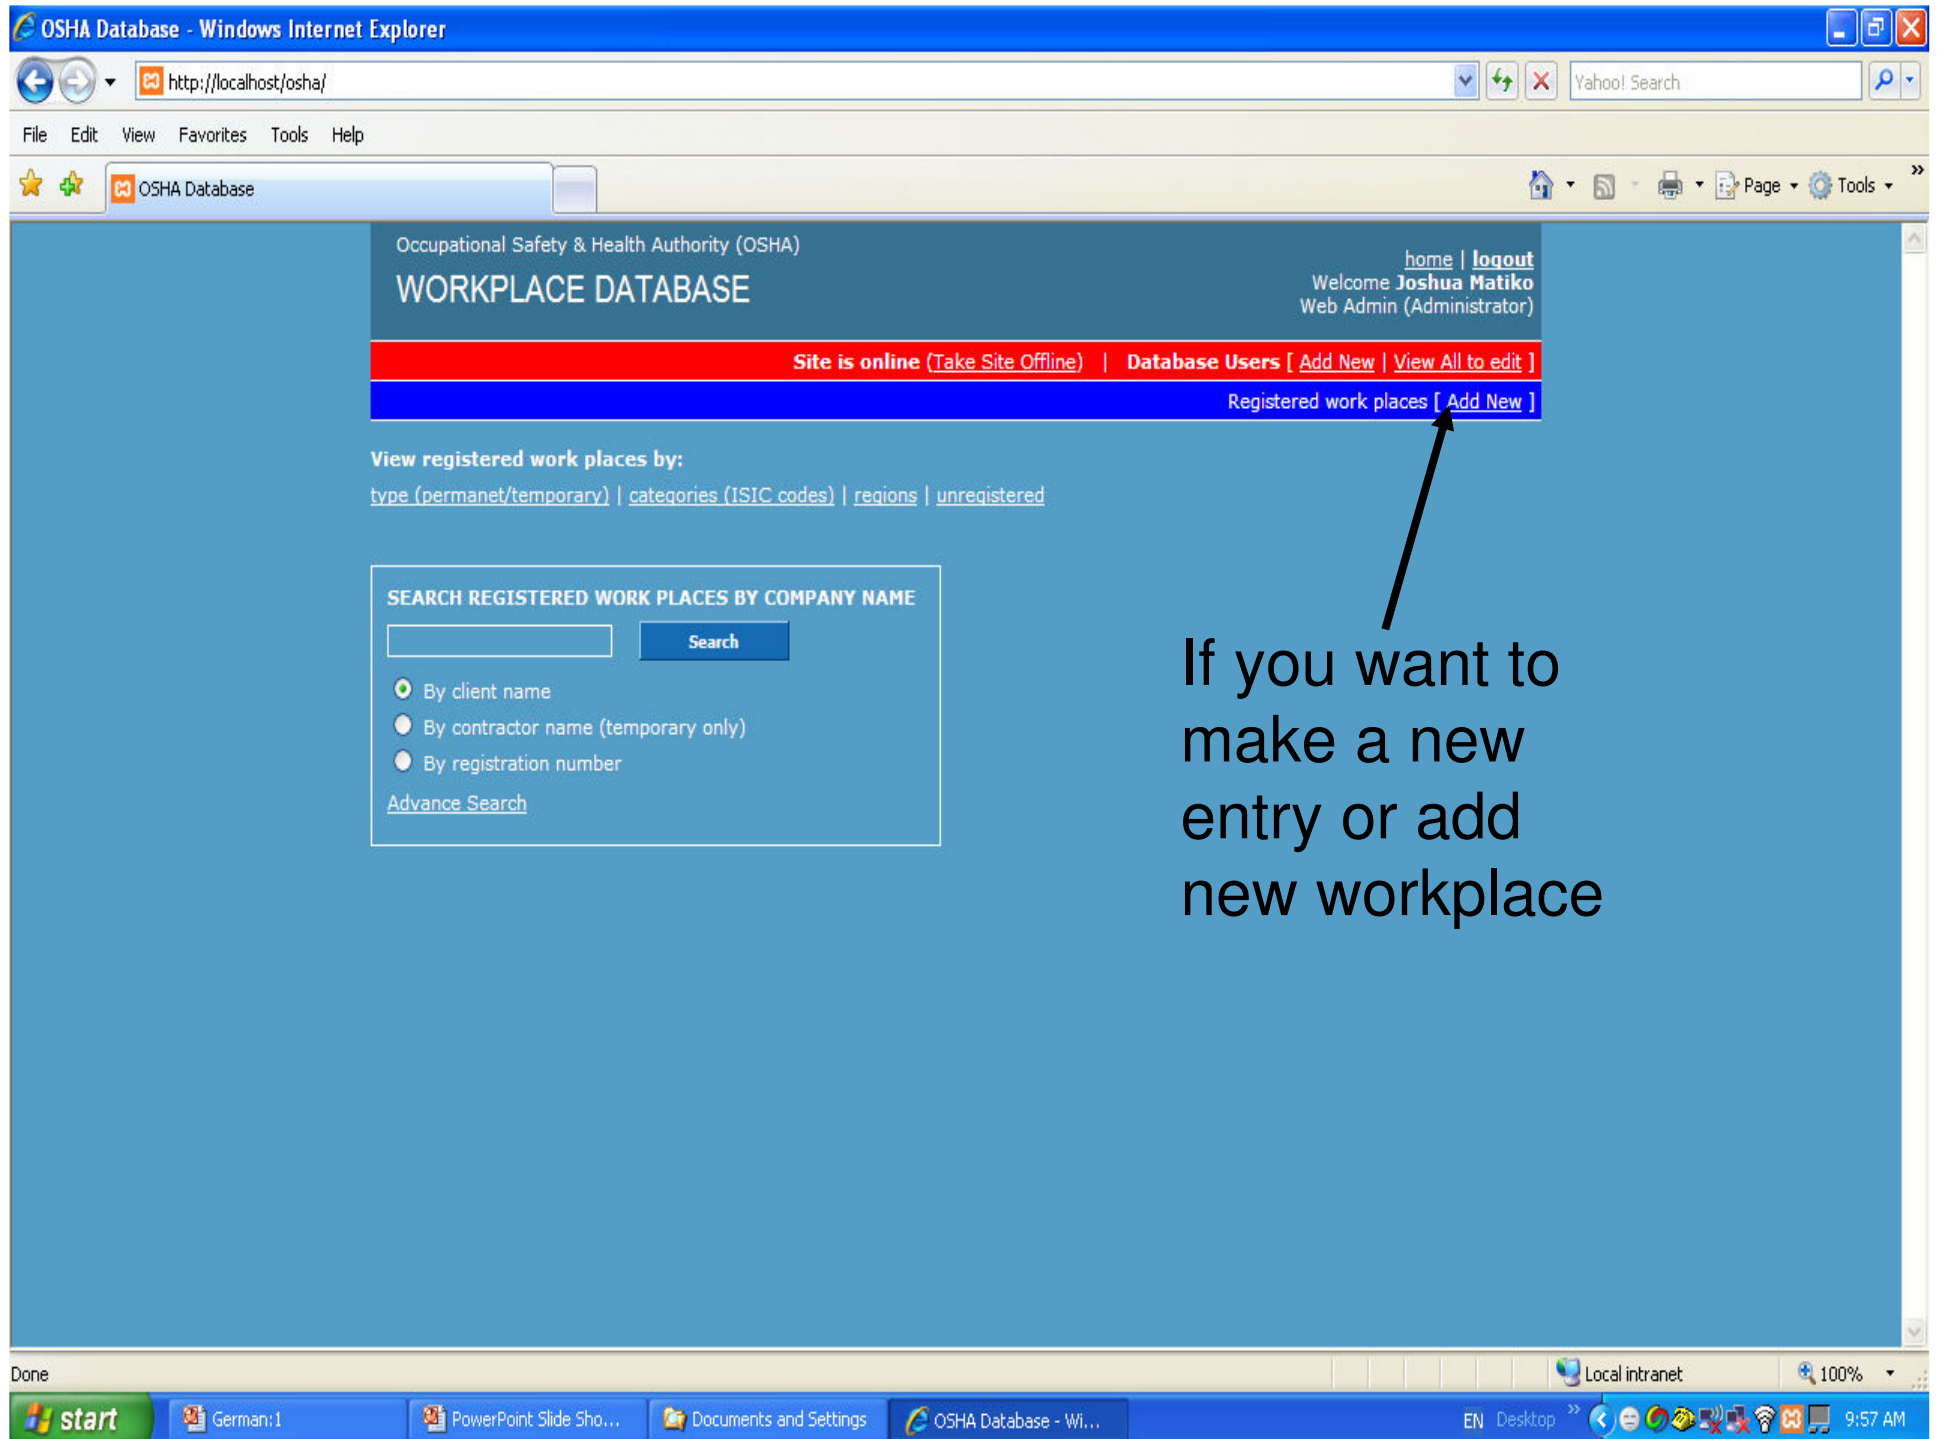 OSHA Database - Windows Internet Explorer
http://localhost/osha/
Yahoo! Search
File Edit View Favorites Tools Help
OSHA Database
Page Tools »
Occupational Safety & Health Authority (OSHA)
WORKPLACE DATABASE
home | logout
Welcome Joshua Matiko
Web Admin (Administrator)
Site is online (Take Site Offline) | Database Users [ Add New | View All to edit ]
Registered work places [ Add New ]
View registered work places by:
type (permanet/temporary) | categories (ISIC codes) | regions | unregistered
SEARCH REGISTERED WORK PLACES BY COMPANY NAME
Search
By client name
By contractor name (temporary only)
By registration number
Advance Search
If you want to
make a new
entry or add
new workplace
Done
Local intranet
100%
start
German:1
PowerPoint Slide Sho...
Documents and Settings
OSHA Database - Wi...
EN Desktop »
9:57 AM